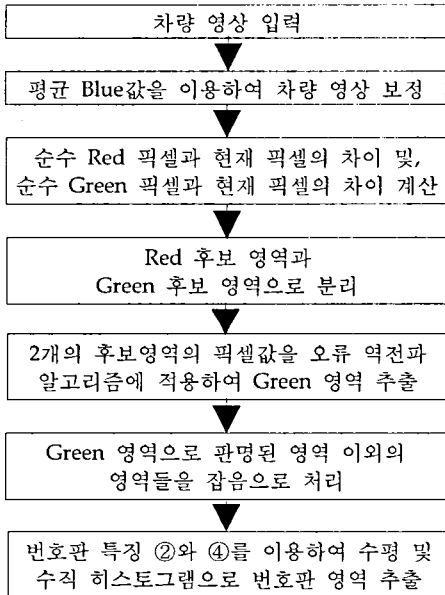 차량 영상 입력
평균 Blue값을 이용하여 차량 영상 보정
순수 Red 픽셀과 현재 픽셀의 차이 및,
순수 Green 픽셀과 현재 픽셀의 차이 계산
Red 후보 영역과
Green 후보 영역으로 분리
2개의 후보영역의 픽셀값을 오류 역전파
알고리즘에 적용하여 Green 영역 추출
Green 영역으로 판명된 영역 이외의
영역들을 잡음으로 처리
번호판 특징 ②와 ④를 이용하여 수평 및
수직 히스토그램으로 번호판 영역 추출